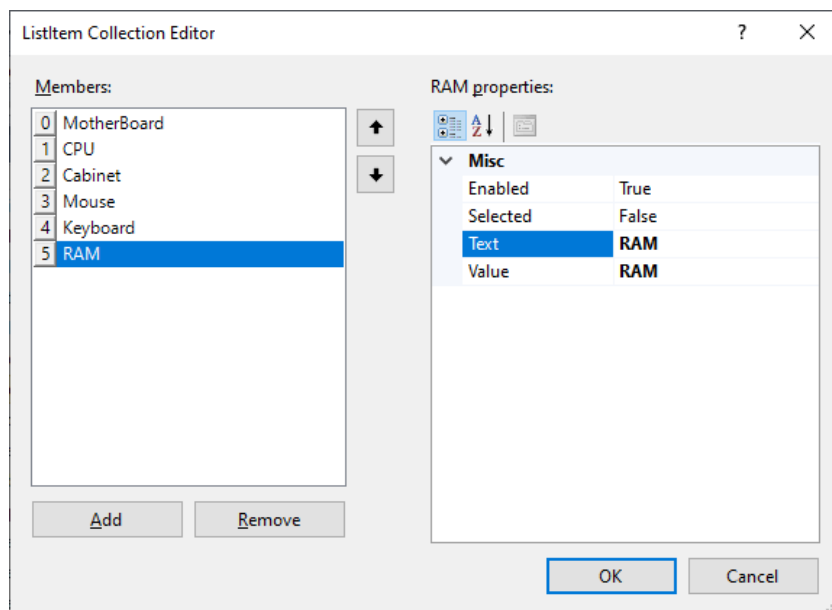 ListItem Collection Editor
?
Members:
0 MotherBoard
1 CPU
2 Cabinet
3 Mouse
4 Keyboard
5 RAM
Add
Remove
RAM properties:
A
Z
Misc
Enabled True
Selected False
Text RAM
Value RAM
OK
Cancel